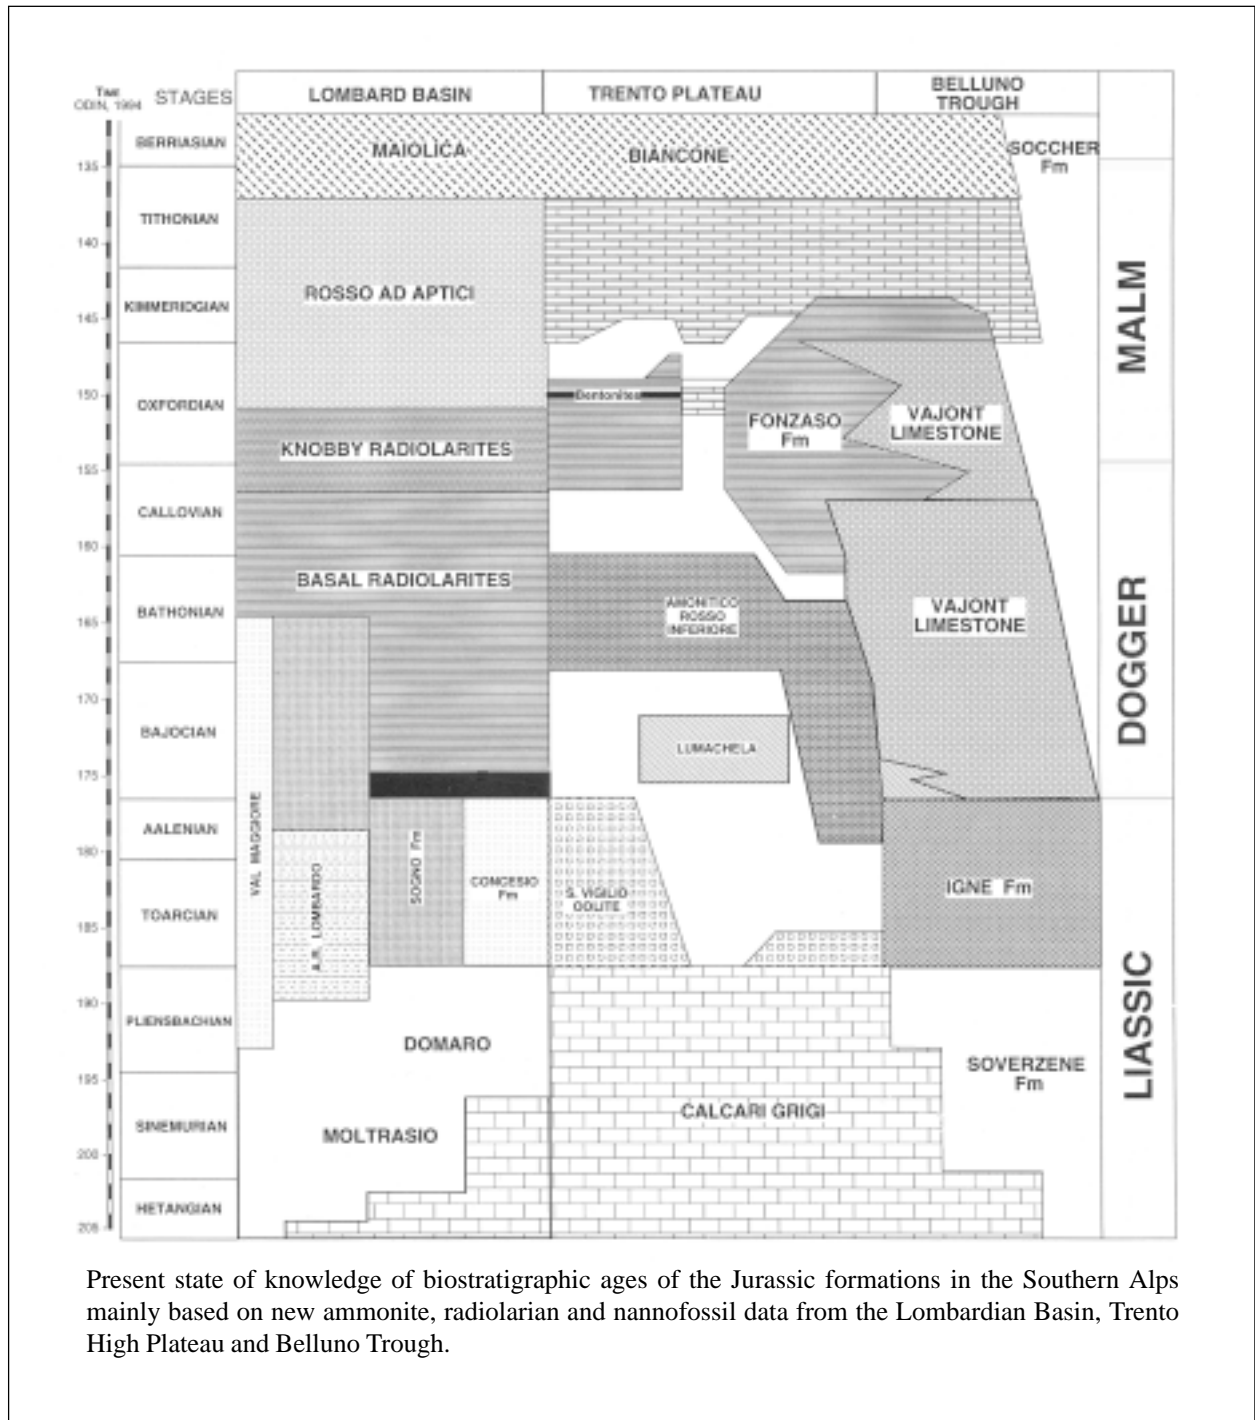 TIME
ODIN, 1994
STAGES
LOMBARD BASIN
TRENTO PLATEAU
BELLUNO
TROUGH
BERRIASIAN
MAIOLICA
BIANCONE
SOCCHER
Fm
135
TITHONIAN
140
ROSSO AD APTICI
KIMMERIDGIAN
145
MALM
150
Bentonites
OXFORDIAN
FONZASO
Fm
VAJONT
LIMESTONE
KNOBBY RADIOLARITES
155
CALLOVIAN
160
BASAL RADIOLARITES
BATHONIAN
AMONITICO
ROSSO
INFERIORE
VAJONT
LIMESTONE
165
DOGGER
170
BAJOCIAN
LUMACHELA
175
AALENIAN
VAL MAGGIORE
A.R. LOMBARDO
SOGNO Fm
CONCESIO
Fm
S. VIGILIO
OOLITE
IGNE Fm
180
TOARCIAN
185
190
PLIENSBACHIAN
DOMARO
SOVERZENE
Fm
LIASSIC
195
SINEMURIAN
MOLTRASIO
CALCARI GRIGI
200
HETANGIAN
Present state of knowledge of biostratigraphic ages of the Jurassic formations in the Southern Alps
mainly based on new ammonite, radiolarian and nannofossil data from the Lombardian Basin, Trento
High Plateau and Belluno Trough.